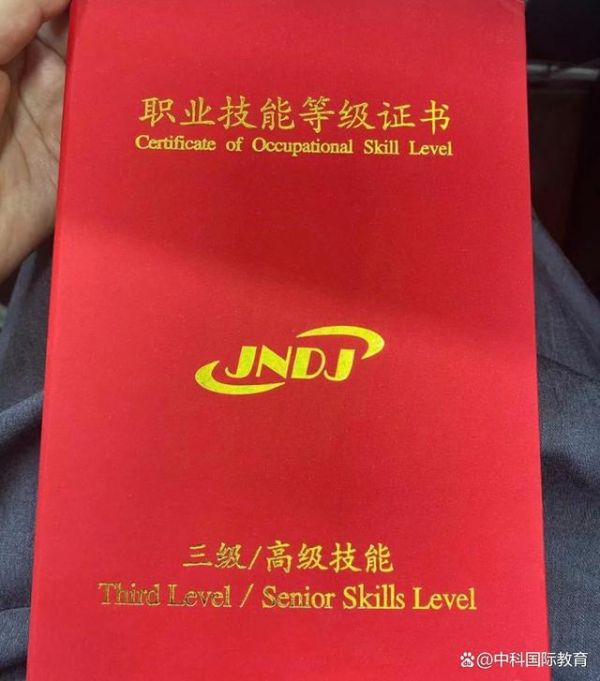 职业技能等级证书
Certificate of Occupational Skill Level
JNDJ
三级/高级技能
Third Level / Senior Skills Level
@中科国际教育